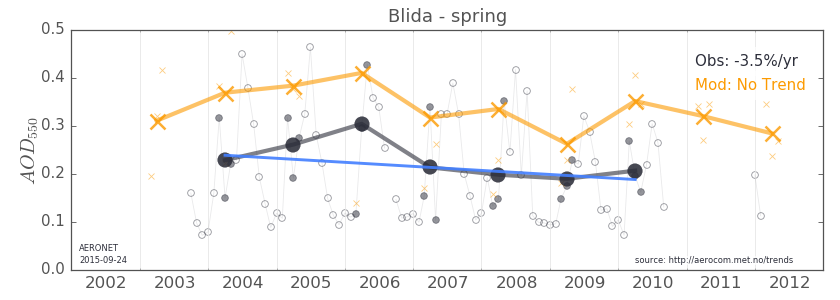 Blida - spring
0.5
0.4
0.3
0.2
0.1
0.0
AOD550
Obs: -3.5%/yr
Mod: No Trend
AERONET
2015-09-24
source: http://aerocom.met.no/trends
2002 2003 2004 2005 2006 2007 2008 2009 2010 2011 2012